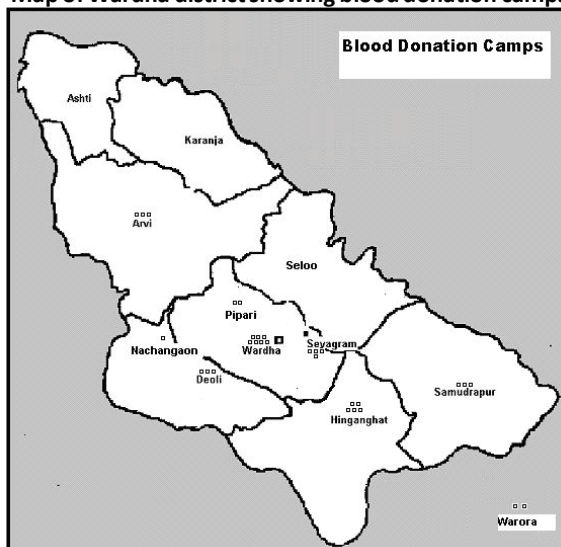 Map of Wardha district showing blood donation camps
Blood Donation Camps
Ashti
Karanja
Arvi
Seloo
Pipari
Nachangaon
Wardha
Sevagram
Deoli
Samudrapur
Hinganghat
Warora